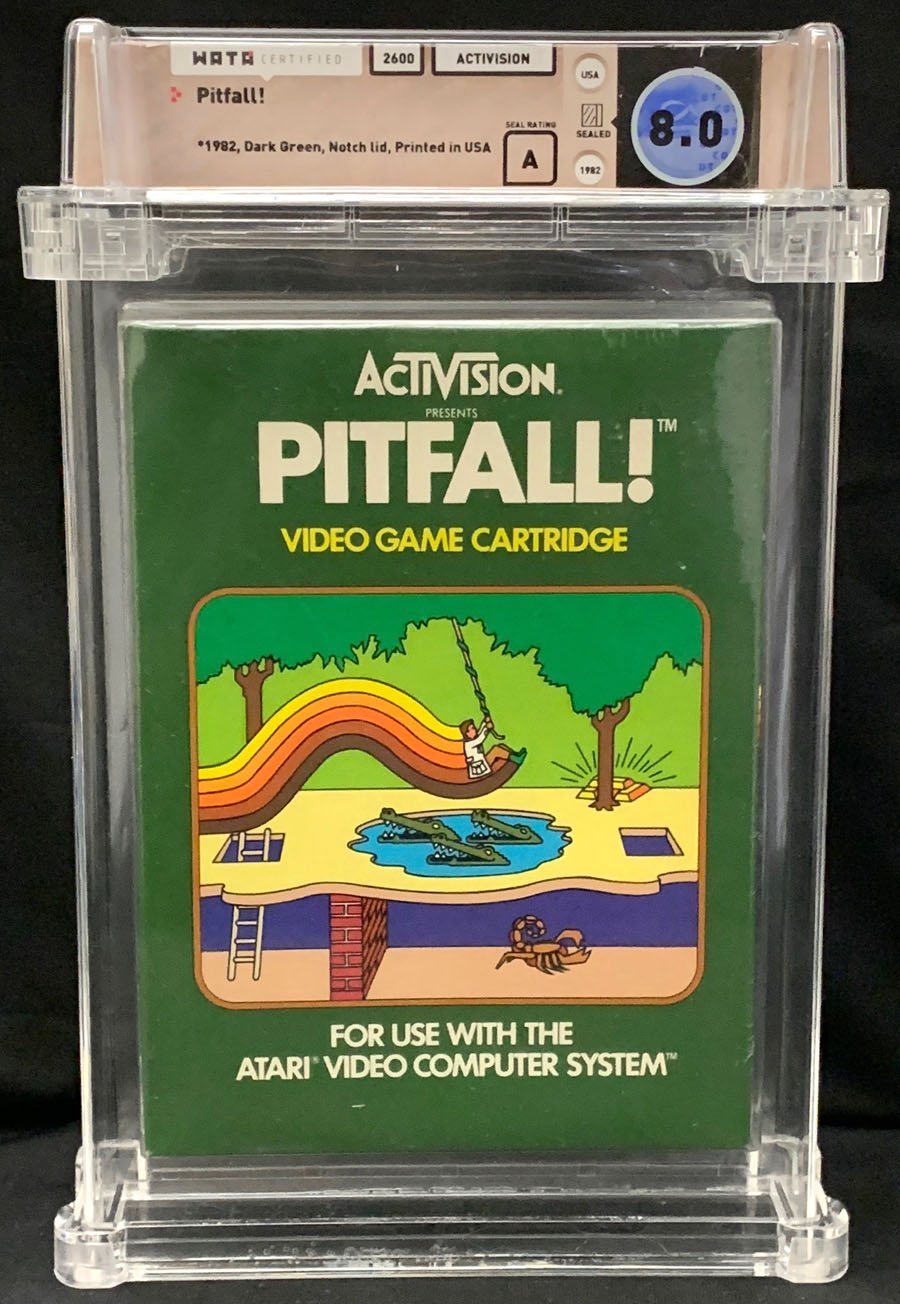 WATA CERTIFIED
2600
ACTIVISION
Pitfall!
*1982, Dark Green, Notch lid, Printed in USA
SEAL RATING
A
USA
SEALED
1982
8.0
ACTIVISION®
PRESENTS
PITFALL!™
VIDEO GAME CARTRIDGE
FOR USE WITH THE
ATARI® VIDEO COMPUTER SYSTEM™